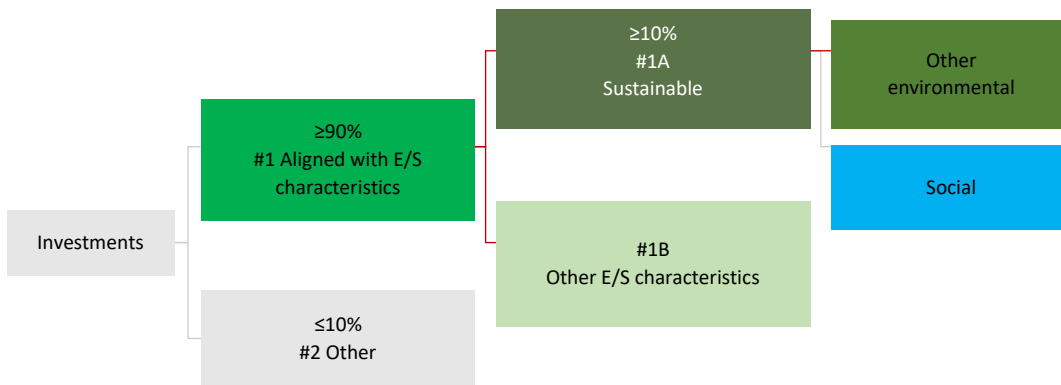 Investments
≥90%
#1 Aligned with E/S
characteristics
≤10%
#2 Other
≥10%
#1A
Sustainable
#1B
Other E/S characteristics
Other
environmental
Social